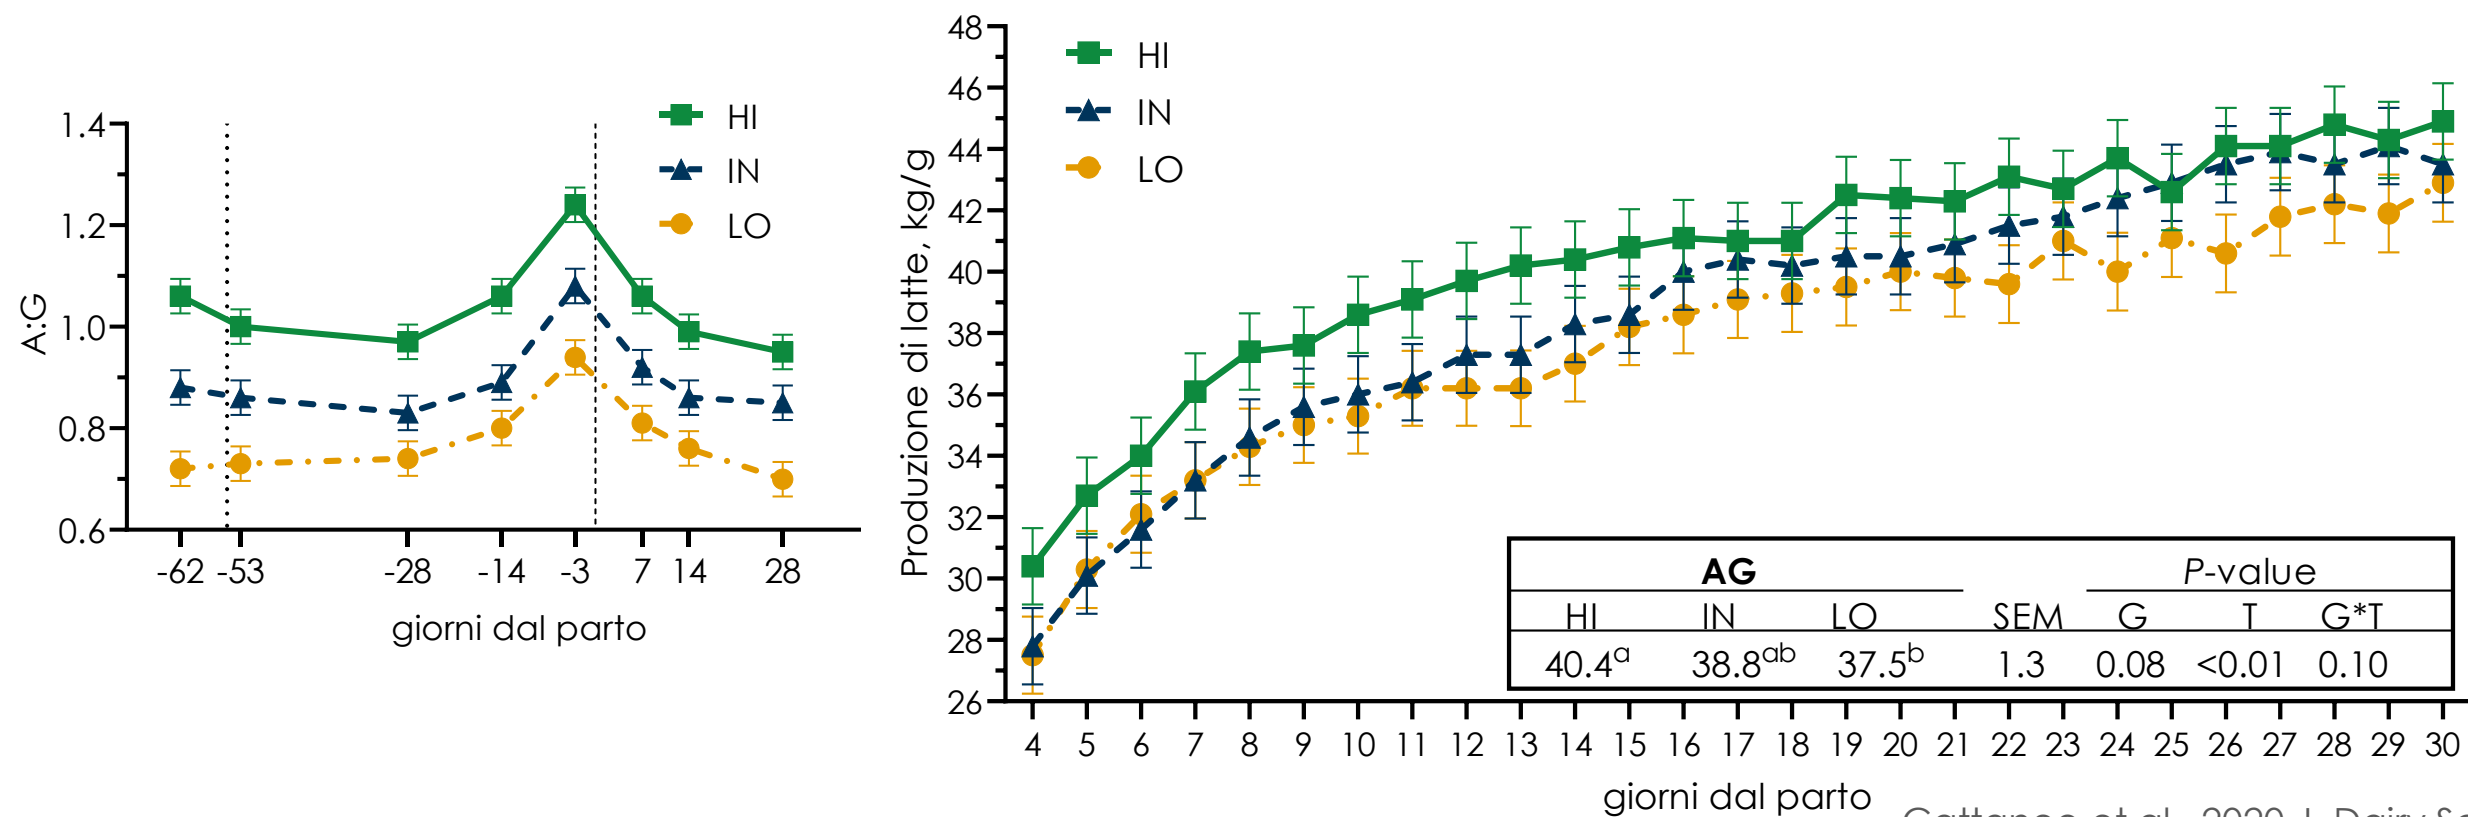 HI
IN
LO
1.4
1.2
1.0
0.8
0.6
A:G
-62 -53 -28 -14 -3 7 14 28
giorni dal parto
HI
IN
LO
48
46
44
42
40
38
36
34
32
30
28
26
Produzione di latte, kg/g
AG P-value
HI IN LO SEM G T G*T
40.4a 38.8ab 37.5b 1.3 0.08 <0.01 0.10
4 5 6 7 8 9 10 11 12 13 14 15 16 17 18 19 20 21 22 23 24 25 26 27 28 29 30
giorni dal parto
et al., 2020 J. Dairy